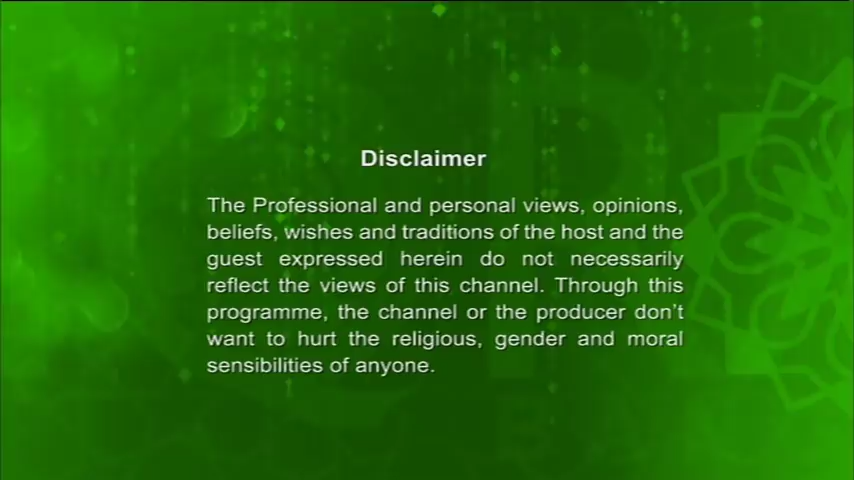 Disclaimer
The Professional and personal views, opinions,
beliefs, wishes and traditions of the host and the
guest expressed herein do not necessarily
reflect the views of this channel. Through this
programme, the channel or the producer don't
want to hurt the religious, gender and moral
sensibilities of anyone.